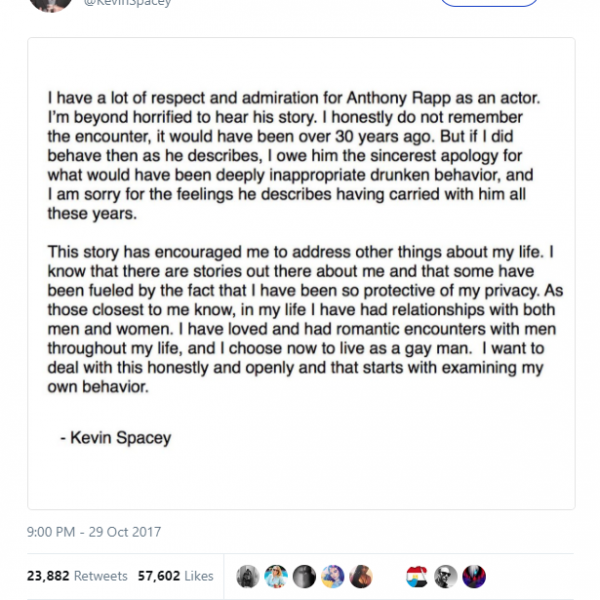 @KevinSpacey
I have a lot of respect and admiration for Anthony Rapp as an actor.
I'm beyond horrified to hear his story. I honestly do not remember
the encounter, it would have been over 30 years ago. But if I did
behave then as he describes, I owe him the sincerest apology for
what would have been deeply inappropriate drunken behavior, and
I am sorry for the feelings he describes having carried with him all
these years.
This story has encouraged me to address other things about my life. I
know that there are stories out there about me and that some have
been fueled by the fact that I have been so protective of my privacy. As
those closest to me know, in my life I have had relationships with both
men and women. I have loved and had romantic encounters with men
throughout my life, and I choose now to live as a gay man.  I want to
deal with this honestly and openly and that starts with examining my
own behavior.
- Kevin Spacey
9:00 PM - 29 Oct 2017
23,882 Retweets 57,602 Likes